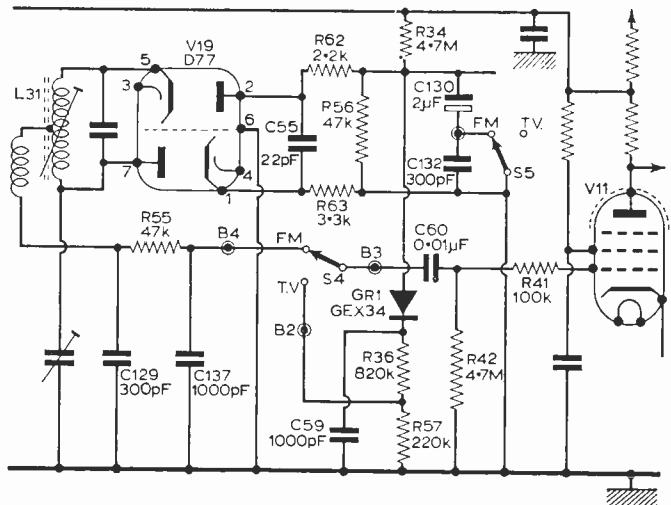 V19
D77
R62
2·2k
R34
4·7M
L31
5
3
2
6
7
4
1
C55
22pF
R56
47k
C130
2µF
FM
T.V.
C132
300pF
S5
R63
3·3k
V11
R55
47k
B4
FM
S4
B3
C60
0·01µF
T.V
B2
GR1
GEX34
R41
100k
C129
300pF
C137
1000pF
R36
820k
R42
4·7M
C59
1000pF
R57
220k